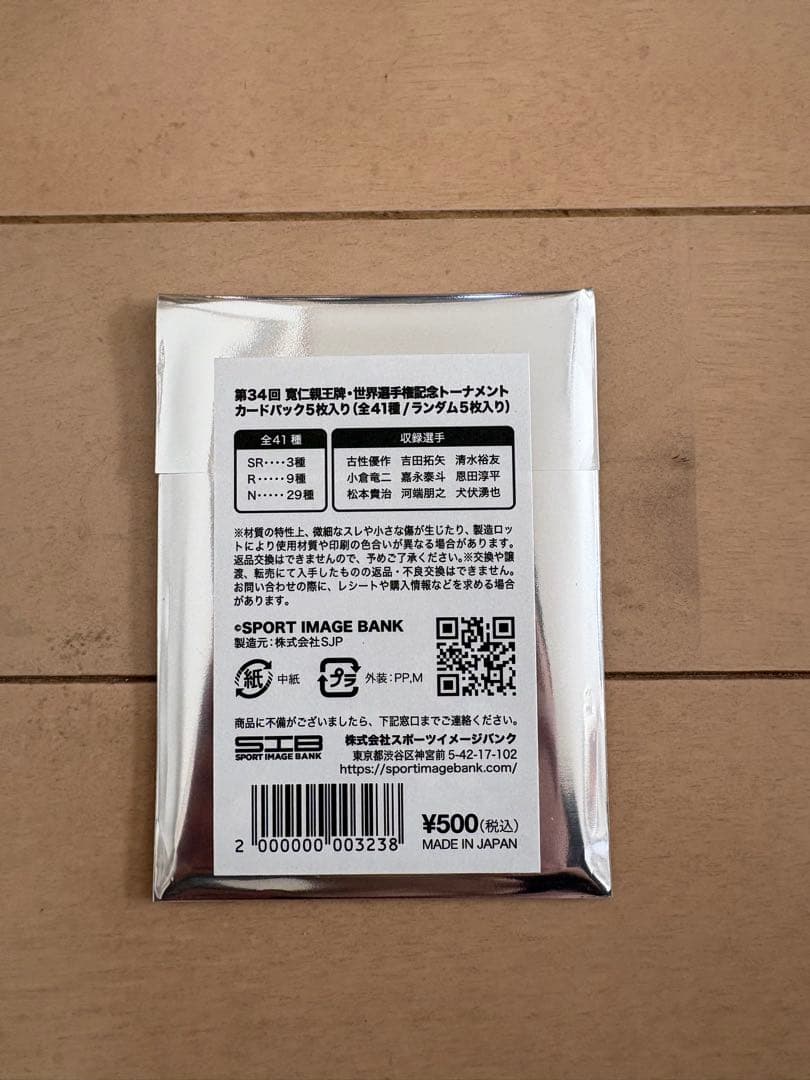 第34回 寛仁親王牌・世界選手権記念トーナメント
カードパック5枚入り(全41種/ランダム5枚入り)
全41種
SR‥‥3種
R‥‥‥9種
N‥‥‥29種
収録選手
古性優作 吉田拓矢 清水裕友
小倉竜二 嘉永泰斗 恩田淳平
松本貴治 河端朋之 犬伏湧也
※材質の特性上、微細なスレや小さな傷が生じたり、製造ロッ
トにより使用材質や印刷の色合いが異なる場合があります。
返品交換はできませんので、予めご了承ください。※交換や譲
渡、転売にて入手したものの返品・不良交換はできません。
お問い合わせの際に、レシートや購入情報などを求める場合
があります。
©SPORT IMAGE BANK
製造元:株式会社SJP
紙 中紙 プラ 外装:PP,M
商品に不備がございましたら、下記窓口までご連絡ください。
SIB
SPORT IMAGE BANK
株式会社スポーツイメージバンク
東京都渋谷区神宮前 5-42-17-102
https://sportimagebank.com/
2 000000 003238
¥500(税込)
MADE IN JAPAN